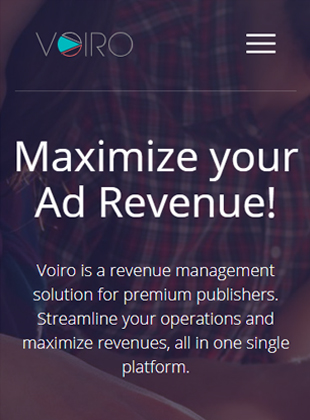 VOIRO
Maximize your
Ad Revenue!
Voiro is a revenue management
solution for premium publishers.
Streamline your operations and
maximize revenues, all in one single
platform.